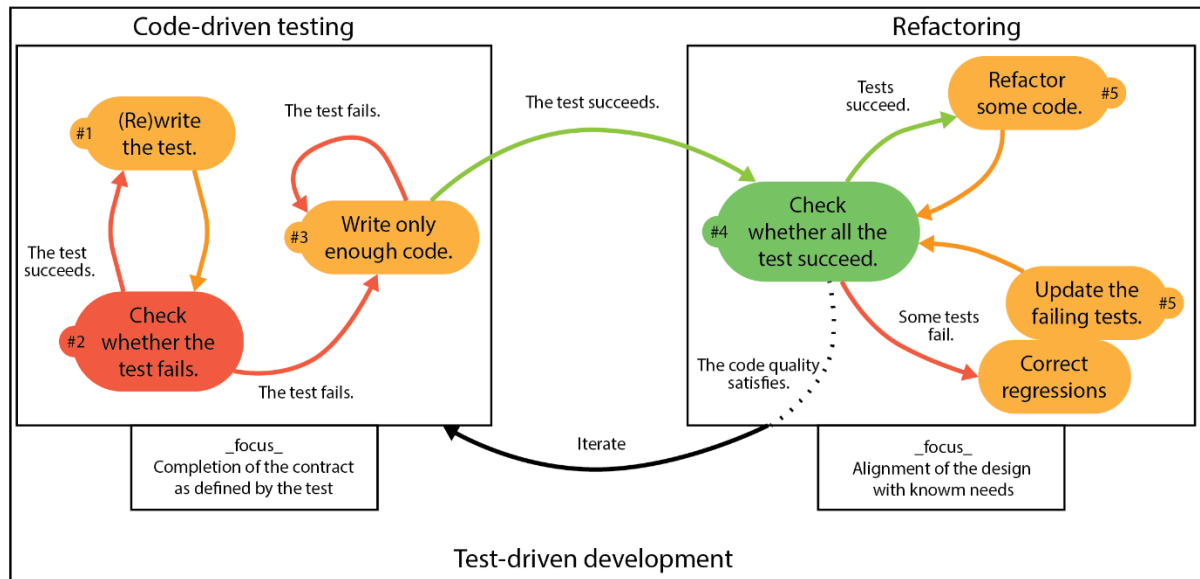 Code-driven testing
#1
(Re)write
the test.
The test
succeeds.
#2
Check
whether the
test fails.
The test fails.
The test fails.
#3
Write only
enough code.
_focus_
Completion of the contract
as defined by the test
The test succeeds.
Iterate
Refactoring
Tests
succeed.
Refactor
some code.
#5
#4
Check
whether all the
test succeed.
Update the
failing tests.
#5
Some tests
fail.
Correct
regressions
The code quality
satisfies.
_focus_
Alignment of the design
with knowm needs
Test-driven development